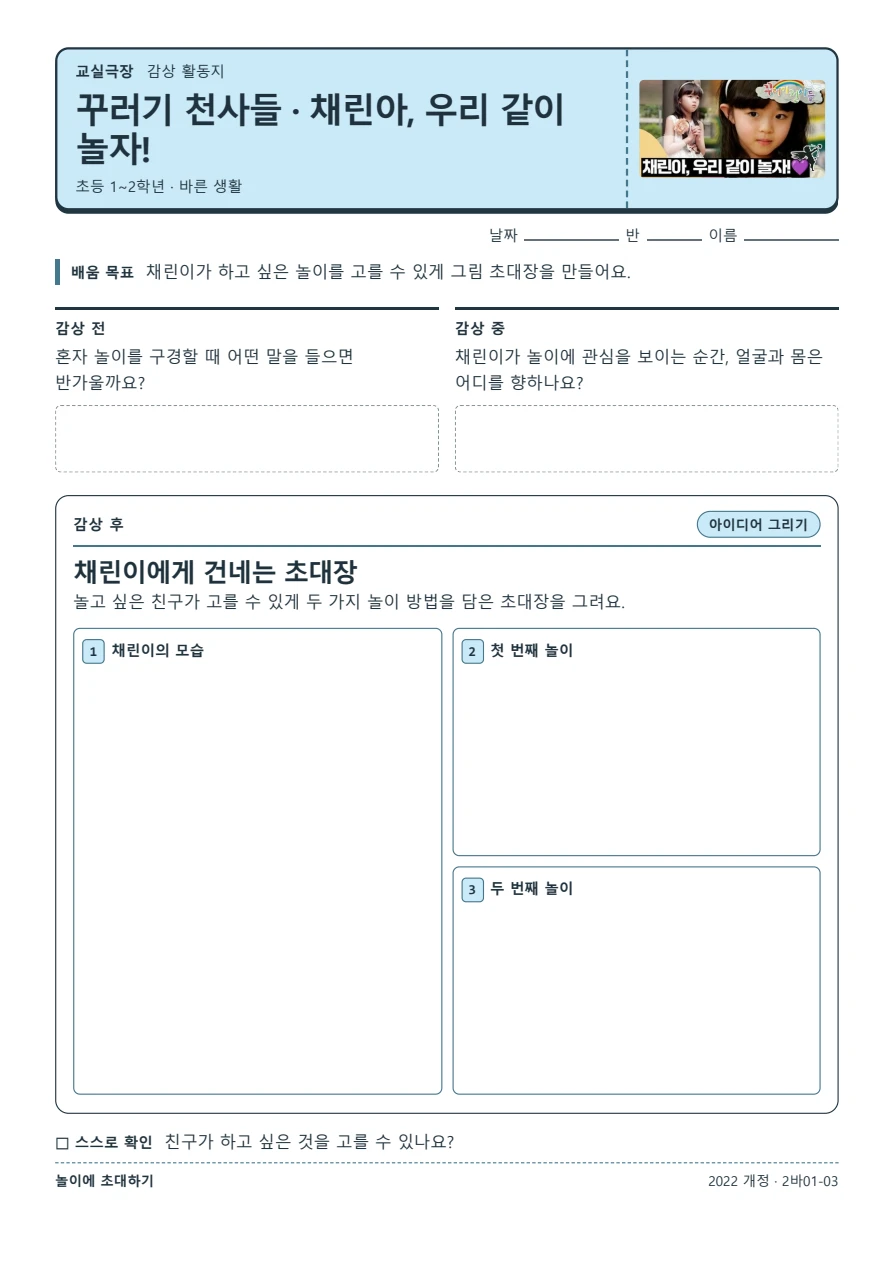 교실극장 감상 활동지
꾸러기 천사들 · 채린아, 우리 같이
놀자!
초등 1~2학년 · 바른 생활
채린아, 우리 같이 놀자!
날짜 반 이름
배움 목표 채린이가 하고 싶은 놀이를 고를 수 있게 그림 초대장을 만들어요.
감상 전
혼자 놀이를 구경할 때 어떤 말을 들으면
반가울까요?
감상 중
채린이가 놀이에 관심을 보이는 순간, 얼굴과 몸은
어디를 향하나요?
감상 후
아이디어 그리기
채린이에게 건네는 초대장
놀고 싶은 친구가 고를 수 있게 두 가지 놀이 방법을 담은 초대장을 그려요.
1 채린이의 모습
2 첫 번째 놀이
3 두 번째 놀이
스스로 확인 친구가 하고 싶은 것을 고를 수 있나요?
놀이에 초대하기
2022 개정 · 2바01-03